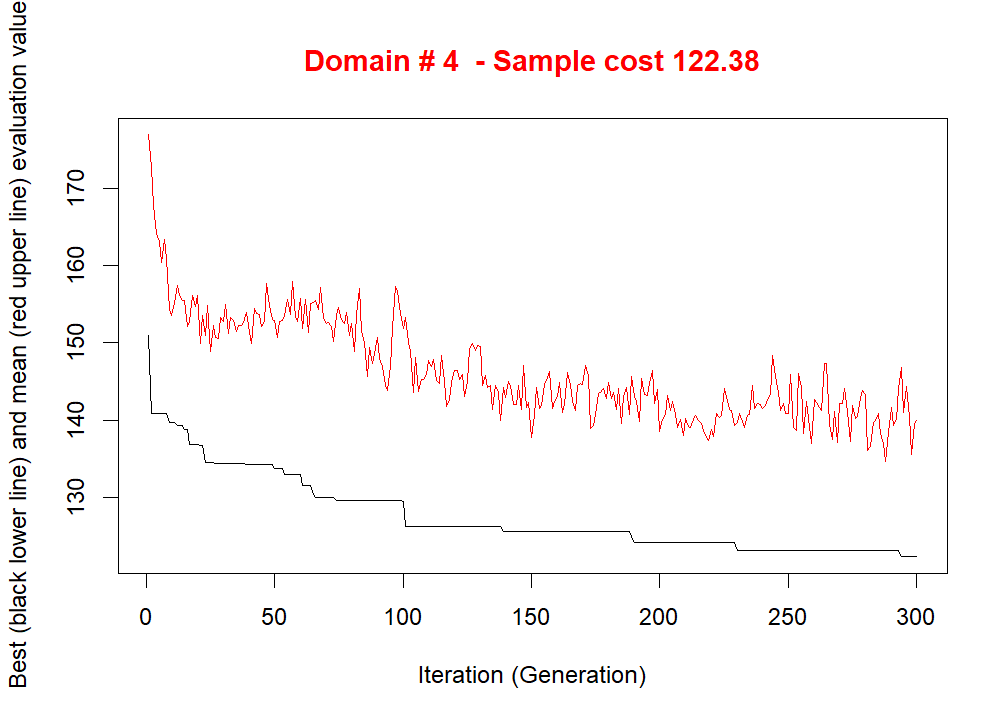 Domain # 4  - Sample cost 122.38
Best (black lower line) and mean (red upper line) evaluation value
170
160
150
140
130
0 50 100 150 200 250 300
Iteration (Generation)